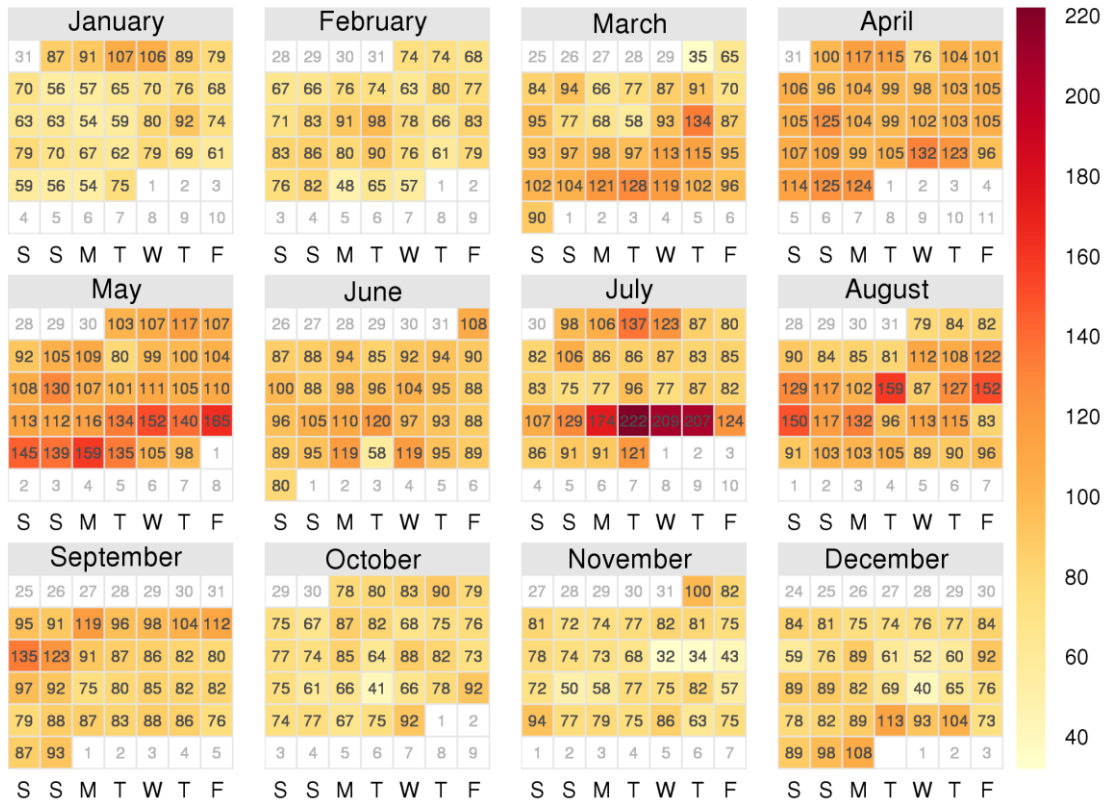 January February March April 220
31 87 91 107 106 89 79 28 29 30 31 74 74 68 25 26 27 28 29 35 65 31 100 117 115 76 104 101
70 56 57 65 70 76 68 67 66 76 74 63 80 77 84 94 66 77 87 91 70 106 96 104 99 98 103 105 200
63 63 54 59 80 92 74 71 83 91 98 78 66 83 95 77 68 58 93 134 87 105 125 104 99 102 103 105
79 70 67 62 79 69 61 83 86 80 90 76 61 79 93 97 98 97 113 115 95 107 109 99 105 132 123 96
59 56 54 75 1 2 3 76 82 48 65 57 1 2 102 104 121 128 119 102 96 114 125 124 1 2 3 4 180
4 5 6 7 8 9 10 3 4 5 6 7 8 9 90 1 2 3 4 5 6 5 6 7 8 9 10 11
S S M T W T F S S M T W T F S S M T W T F S S M T W T F 160
May June July August
28 29 30 103 107 117 107 26 27 28 29 30 31 108 30 98 106 137 123 87 80 28 29 30 31 79 84 82
92 105 109 80 99 100 104 87 88 94 85 92 94 90 82 106 86 86 87 83 85 90 84 85 81 112 108 122 140
108 130 107 101 111 105 110 100 88 98 96 104 95 88 83 75 77 96 77 87 82 129 117 102 159 87 127 152
113 112 116 134 152 140 165 96 105 110 120 97 93 88 107 129 174 222 209 207 124 150 117 132 96 113 115 83 120
145 139 159 135 105 98 1 89 95 119 58 119 95 89 86 91 91 121 1 2 3 91 103 103 105 89 90 96
2 3 4 5 6 7 8 80 1 2 3 4 5 6 4 5 6 7 8 9 10 1 2 3 4 5 6 7 100
S S M T W T F S S M T W T F S S M T W T F S S M T W T F
September October November December
25 26 27 28 29 30 31 29 30 78 80 83 90 79 27 28 29 30 31 100 82 24 25 26 27 28 29 30 80
95 91 119 96 98 104 112 75 67 87 82 68 75 76 81 72 74 77 82 81 75 84 81 75 74 76 77 84
135 123 91 87 86 82 80 77 74 85 64 88 82 73 78 74 73 68 32 34 43 59 76 89 61 52 60 92 60
97 92 75 80 85 82 82 75 61 66 41 66 78 92 72 50 58 77 75 82 57 89 89 82 69 40 65 76
79 88 87 83 88 86 76 74 77 67 75 92 1 2 94 77 79 75 86 63 75 78 82 89 113 93 104 73 40
87 93 1 2 3 4 5 3 4 5 6 7 8 9 1 2 3 4 5 6 7 89 98 108 1 2 3
S S M T W T F S S M T W T F S S M T W T F S S M T W T F